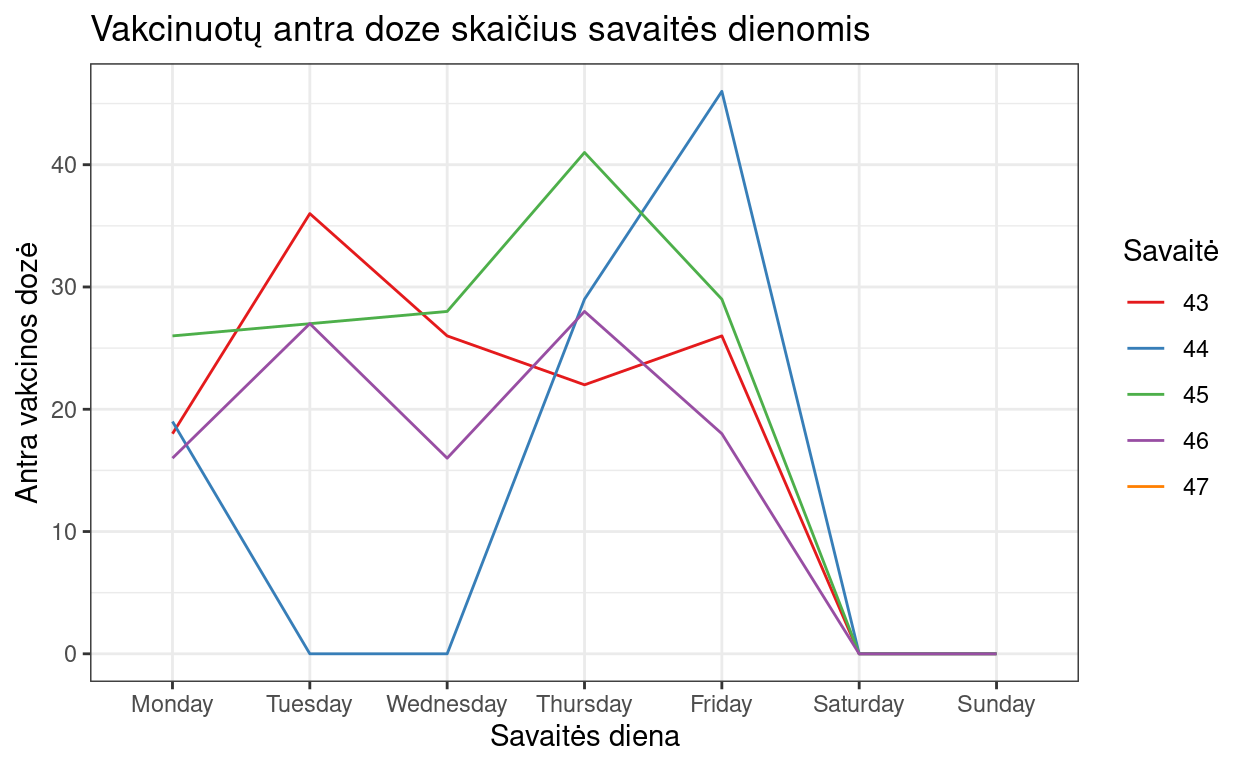 Vakcinuotų antra doze skaičius savaitės dienomis
Antra vakcinos dozė
40
30
20
10
0
Monday Tuesday Wednesday Thursday Friday Saturday Sunday
Savaitės diena
Savaitė
43
44
45
46
47